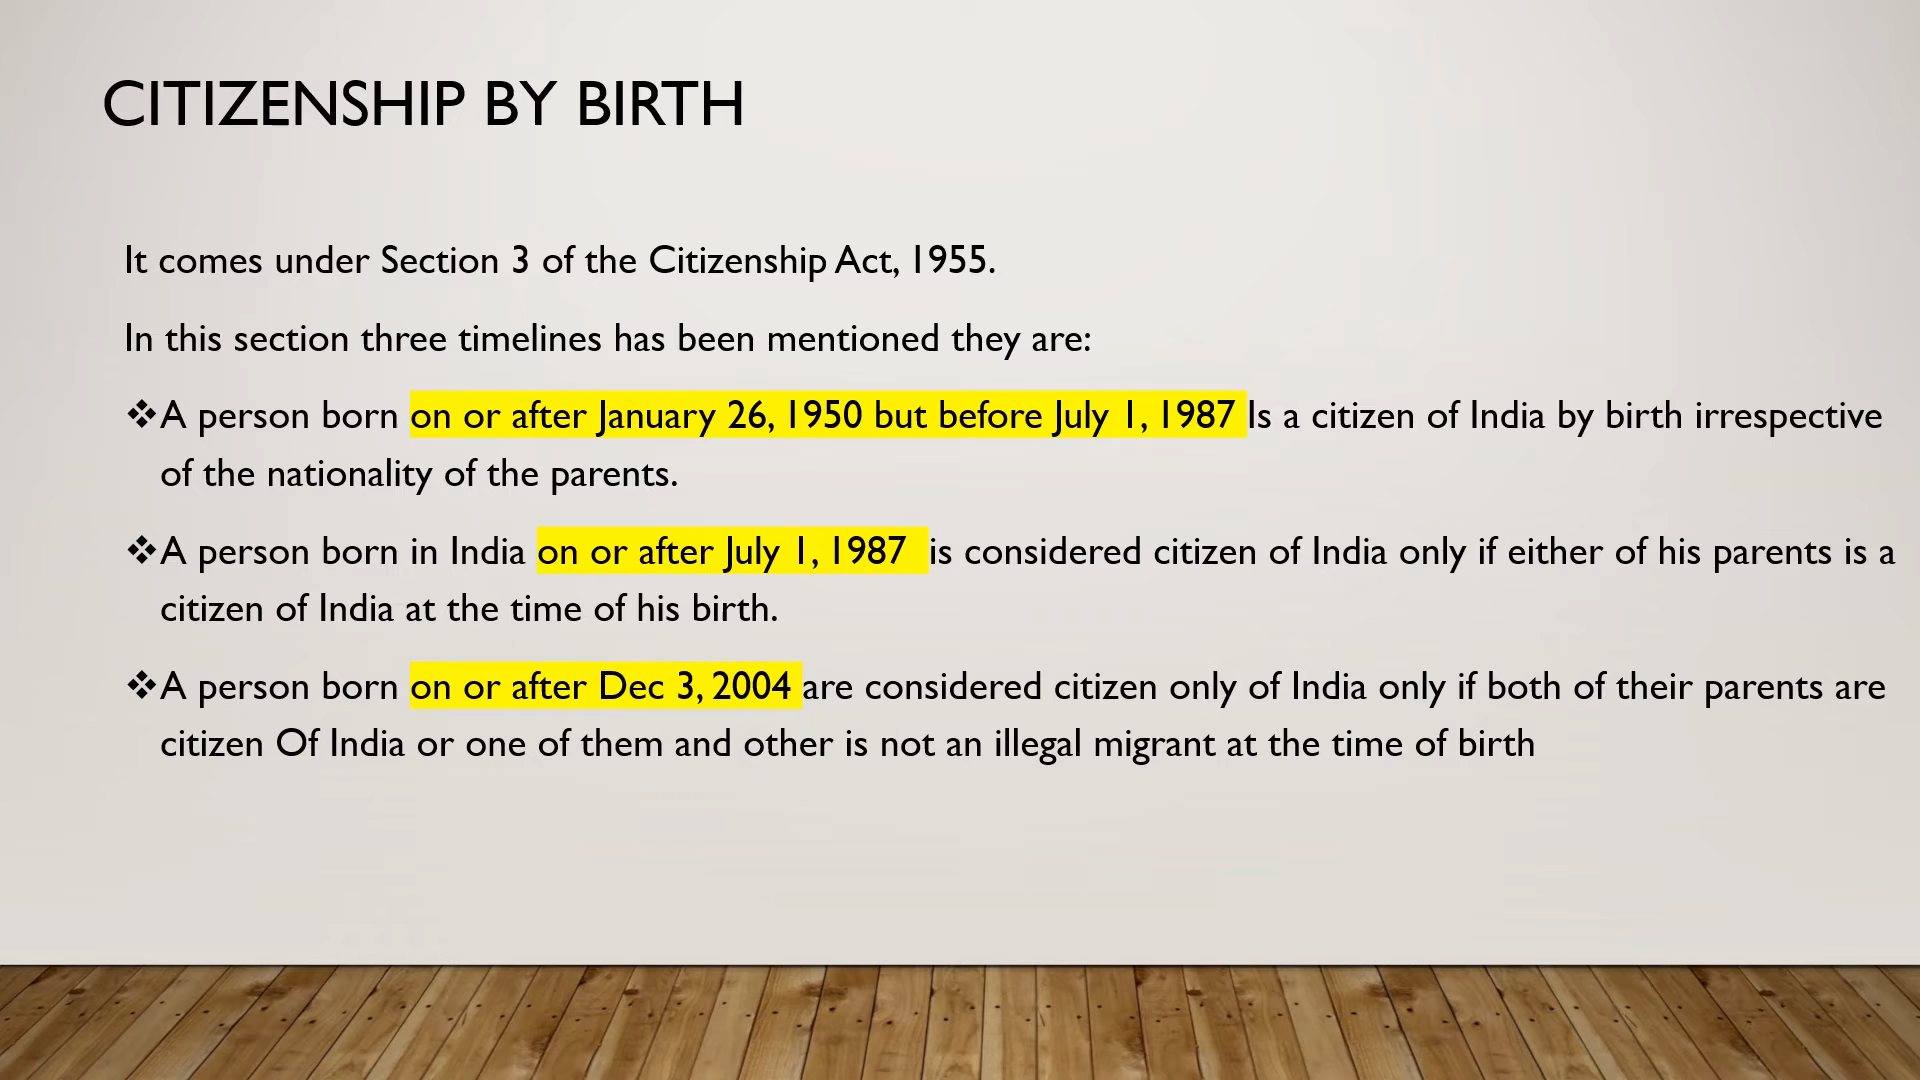 CITIZENSHIP BY BIRTH
It comes under Section 3 of the Citizenship Act, 1955.
In this section three timelines has been mentioned they are:
❖A person born on or after January 26, 1950 but before July 1, 1987 Is a citizen of India by birth irrespective
of the nationality of the parents.
❖A person born in India on or after July 1, 1987 is considered citizen of India only if either of his parents is a
citizen of India at the time of his birth.
❖A person born on or after Dec 3, 2004 are considered citizen only of India only if both of their parents are
citizen Of India or one of them and other is not an illegal migrant at the time of birth